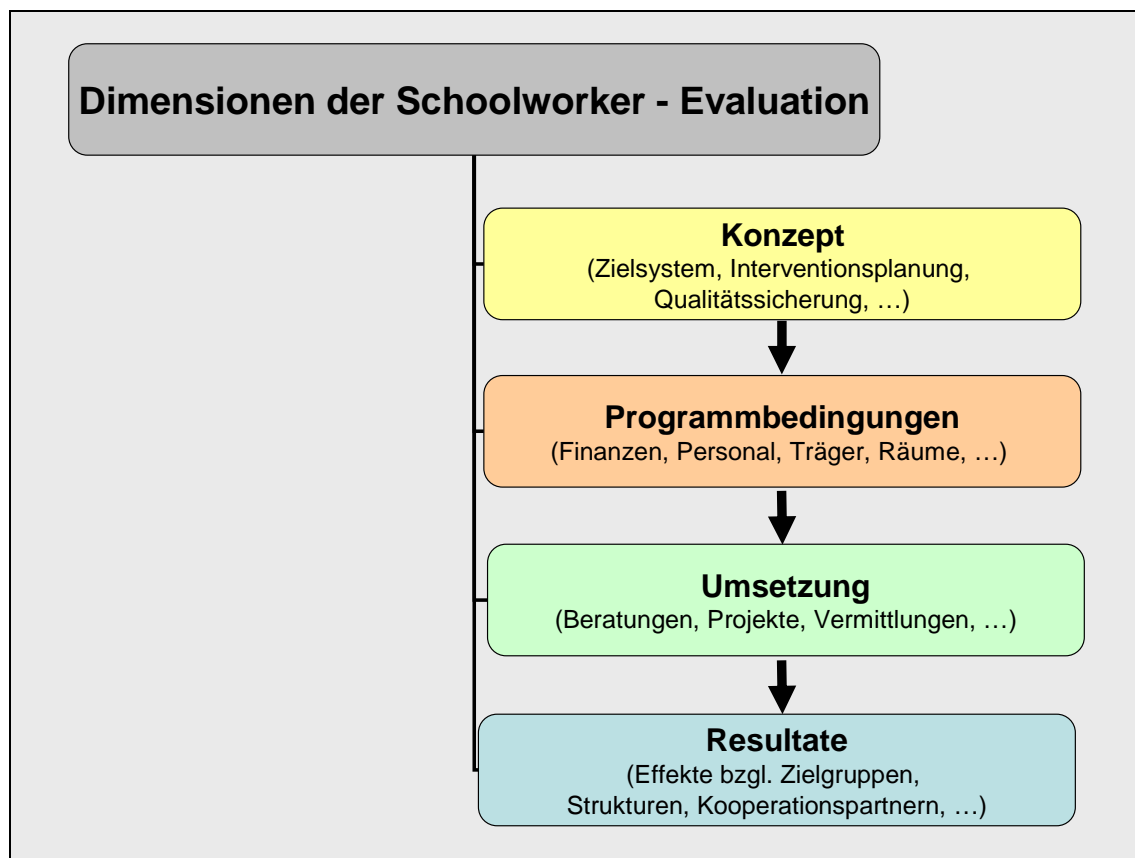 Dimensionen der Schoolworker - Evaluation
Konzept
(Zielsystem, Interventionsplanung,
Qualitätssicherung, …)
Programmbedingungen
(Finanzen, Personal, Träger, Räume, …)
Umsetzung
(Beratungen, Projekte, Vermittlungen, …)
Resultate
(Effekte bzgl. Zielgruppen,
Strukturen, Kooperationspartnern, …)